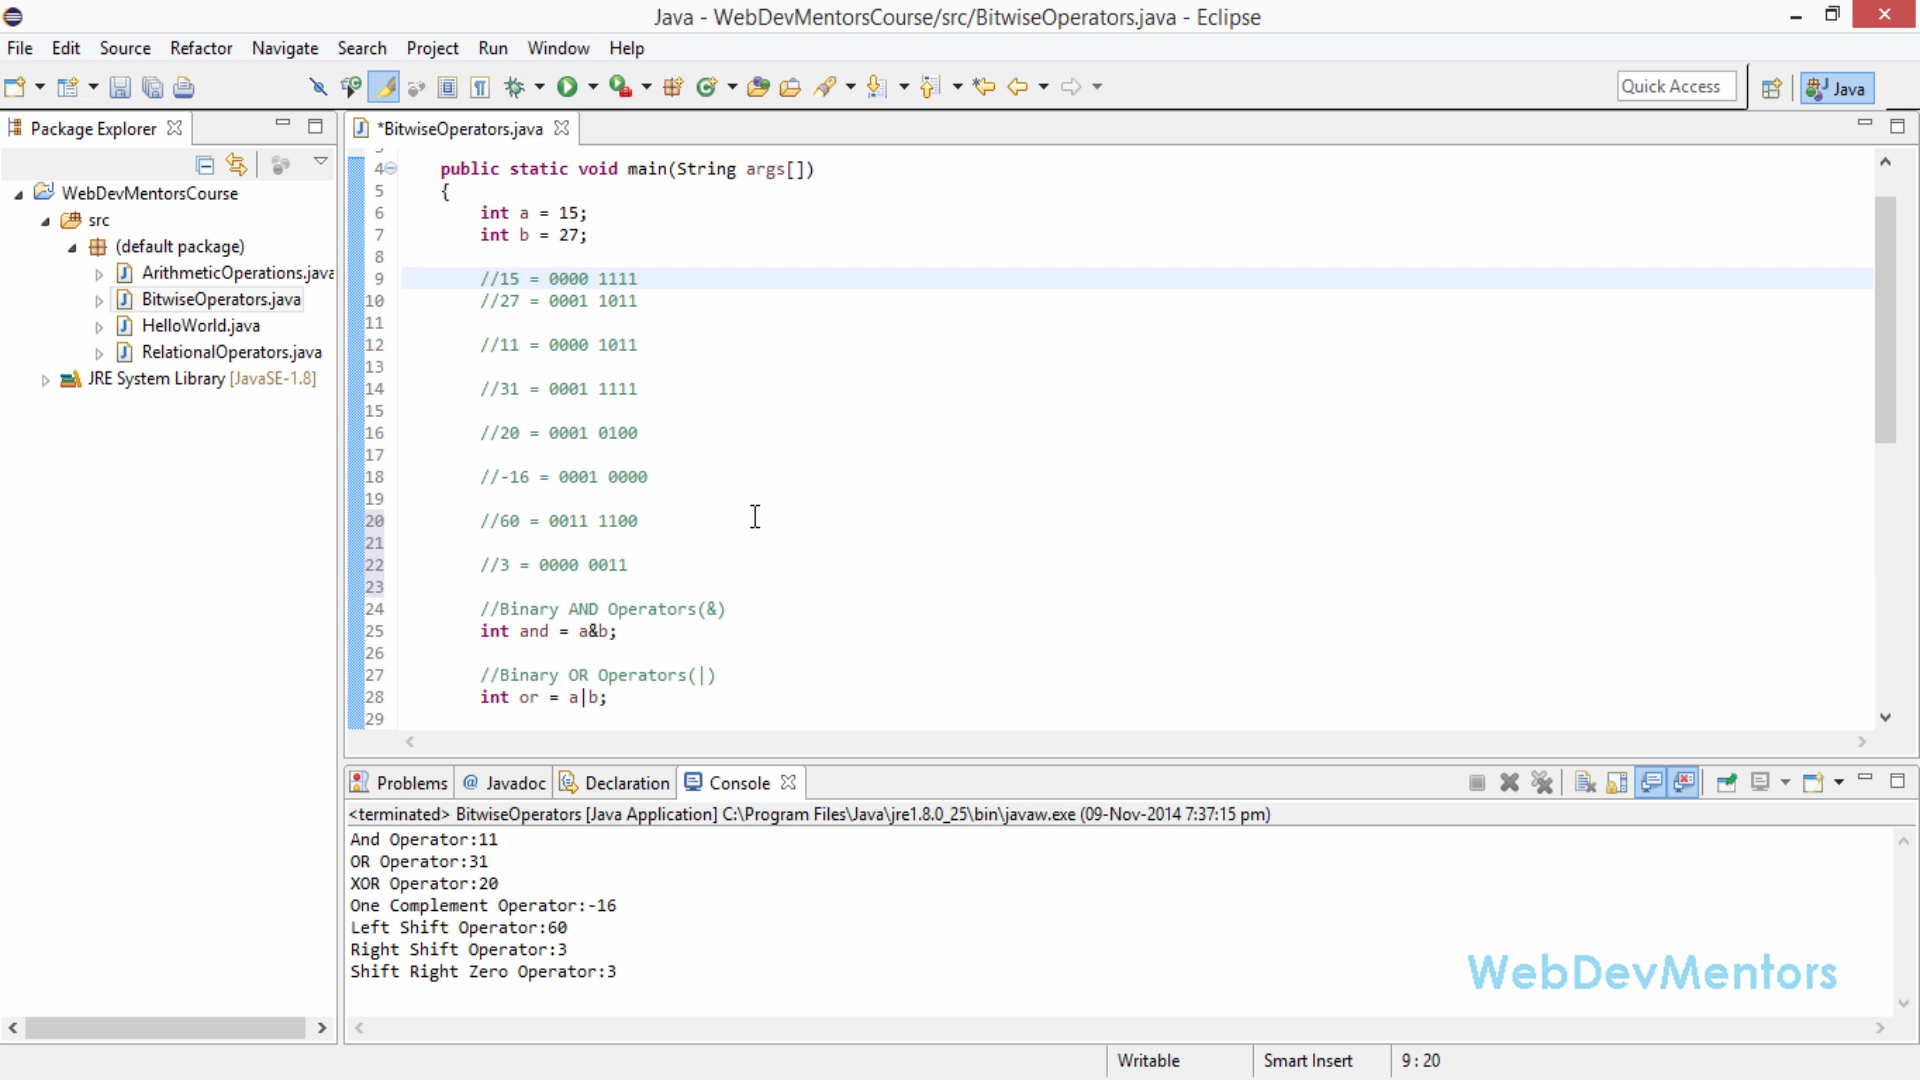 Java - WebDevMentorsCourse/src/BitwiseOperators.java - Eclipse
File Edit Source Refactor Navigate Search Project Run Window Help
Quick Access
Java
Package Explorer
WebDevMentorsCourse
src
(default package)
ArithmeticOperations.java
BitwiseOperators.java
HelloWorld.java
RelationalOperators.java
JRE System Library [JavaSE-1.8]
*BitwiseOperators.java
4 public static void main(String args[])
5 {
6 int a = 15;
7 int b = 27;
8
9 //15 = 0000 1111
10 //27 = 0001 1011
11
12 //11 = 0000 1011
13
14 //31 = 0001 1111
15
16 //20 = 0001 0100
17
18 //-16 = 0001 0000
19
20 //60 = 0011 1100
21
22 //3 = 0000 0011
23
24 //Binary AND Operators(&)
25 int and = a&b;
26
27 //Binary OR Operators(|)
28 int or = a|b;
29
Problems @ Javadoc Declaration Console
<terminated> BitwiseOperators [Java Application] C:\Program Files\Java\jre1.8.0_25\bin\javaw.exe (09-Nov-2014 7:37:15 pm)
And Operator:11
OR Operator:31
XOR Operator:20
One Complement Operator:-16
Left Shift Operator:60
Right Shift Operator:3
Shift Right Zero Operator:3
WebDevMentors
Writable Smart Insert 9 : 20